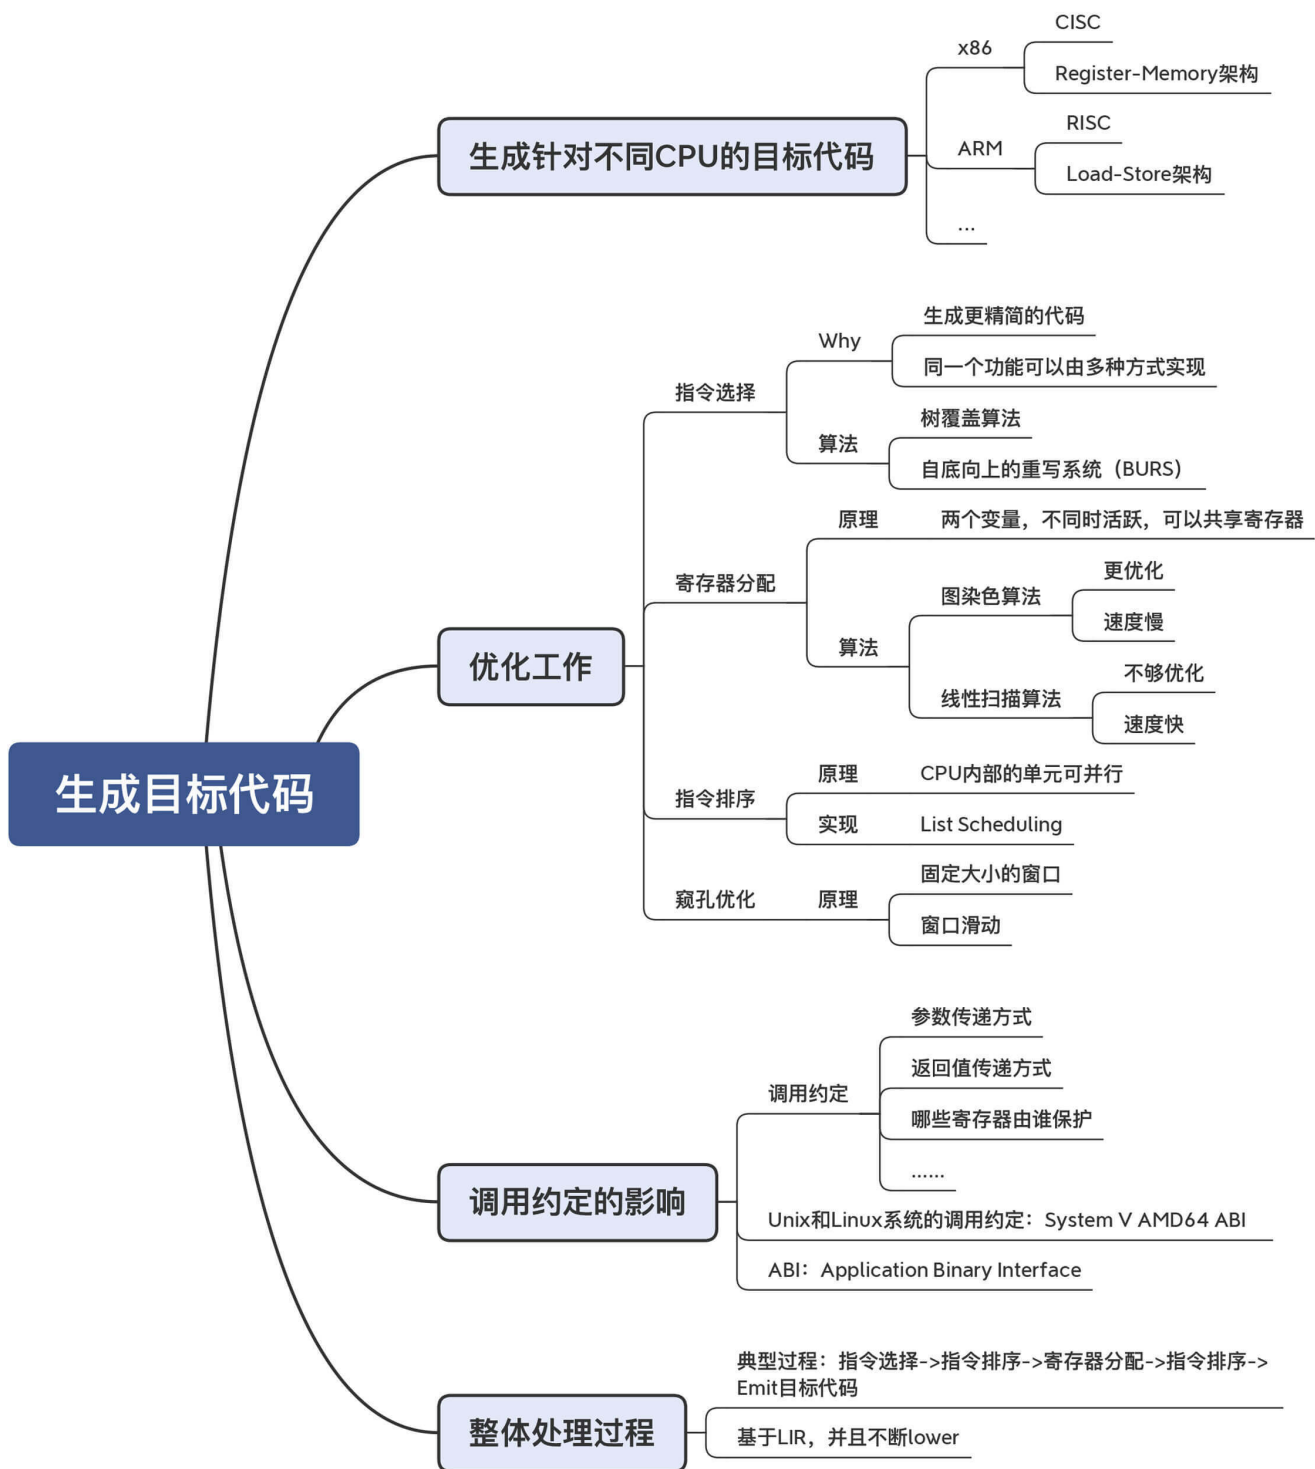 生成目标代码
生成针对不同CPU的目标代码
x86
CISC
Register-Memory架构
ARM
RISC
Load-Store架构
...
优化工作
指令选择
Why
生成更精简的代码
同一个功能可以由多种方式实现
算法
树覆盖算法
自底向上的重写系统（BURS）
寄存器分配
原理
两个变量，不同时活跃，可以共享寄存器
算法
图染色算法
更优化
速度慢
线性扫描算法
不够优化
速度快
指令排序
原理
CPU内部的单元可并行
实现
List Scheduling
窥孔优化
原理
固定大小的窗口
窗口滑动
调用约定的影响
调用约定
参数传递方式
返回值传递方式
哪些寄存器由谁保护
......
Unix和Linux系统的调用约定：System V AMD64 ABI
ABI：Application Binary Interface
整体处理过程
典型过程：指令选择->指令排序->寄存器分配->指令排序->
Emit目标代码
基于LIR，并且不断lower